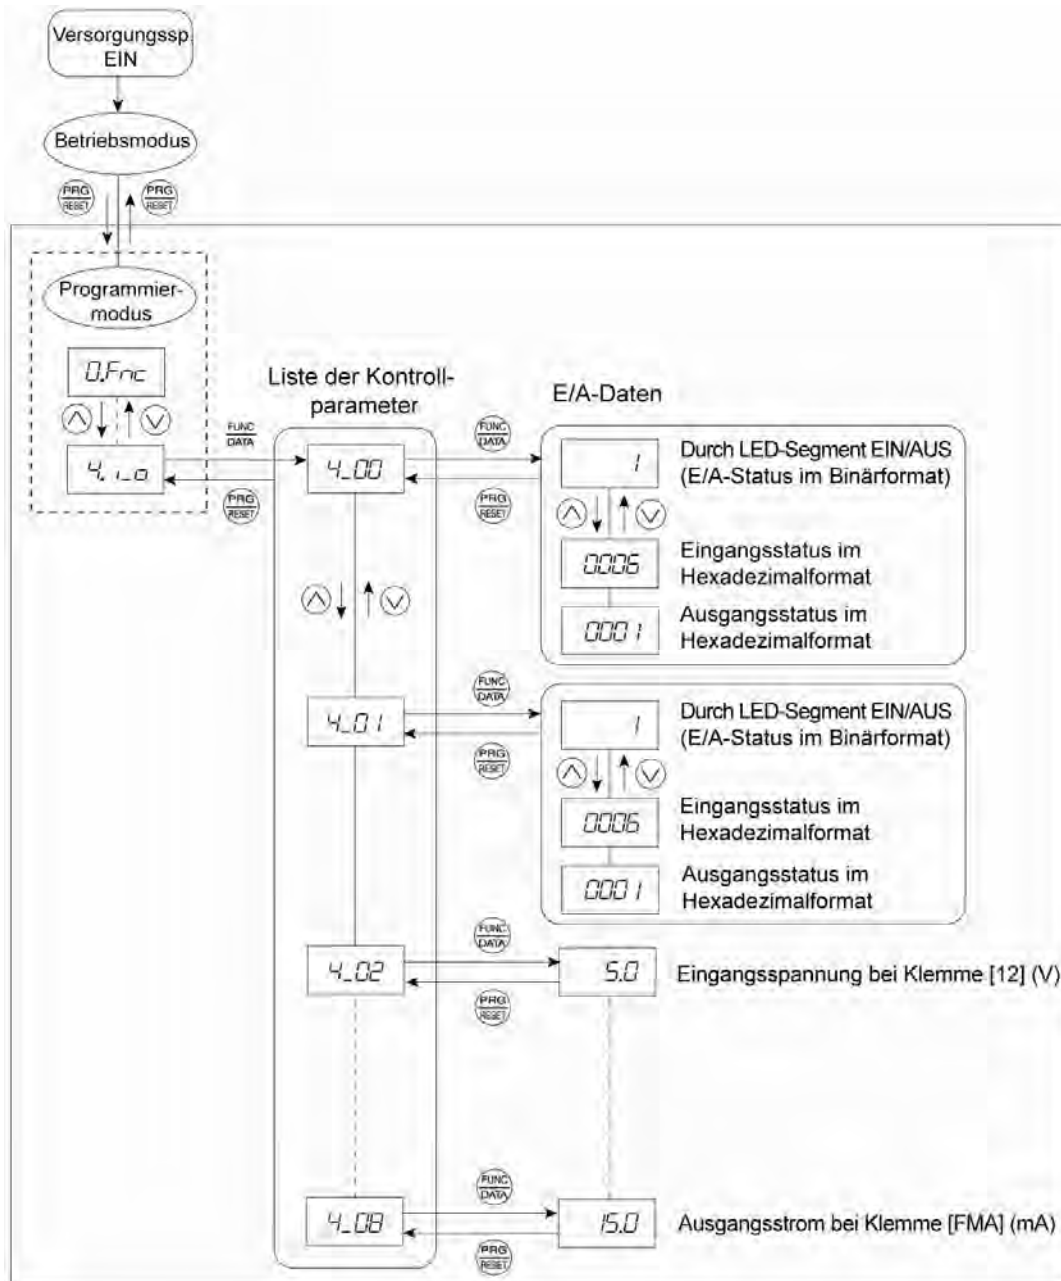 Versorgungssp.
EIN
Betriebsmodus
PRG
RESET
PRG
RESET
Programmier-
modus
0.Fnc
4.i_o
FUNC
DATA
PRG
RESET
Liste der Kontroll-
parameter
E/A-Daten
4_00
FUNC
DATA
PRG
RESET
1
Durch LED-Segment EIN/AUS
(E/A-Status im Binärformat)
0006
Eingangsstatus im
Hexadezimalformat
0001
Ausgangsstatus im
Hexadezimalformat
4_01
FUNC
DATA
PRG
RESET
1
Durch LED-Segment EIN/AUS
(E/A-Status im Binärformat)
0006
Eingangsstatus im
Hexadezimalformat
0001
Ausgangsstatus im
Hexadezimalformat
4_02
FUNC
DATA
PRG
RESET
5.0
Eingangsspannung bei Klemme [12] (V)
4_08
FUNC
DATA
PRG
RESET
15.0
Ausgangsstrom bei Klemme [FMA] (mA)